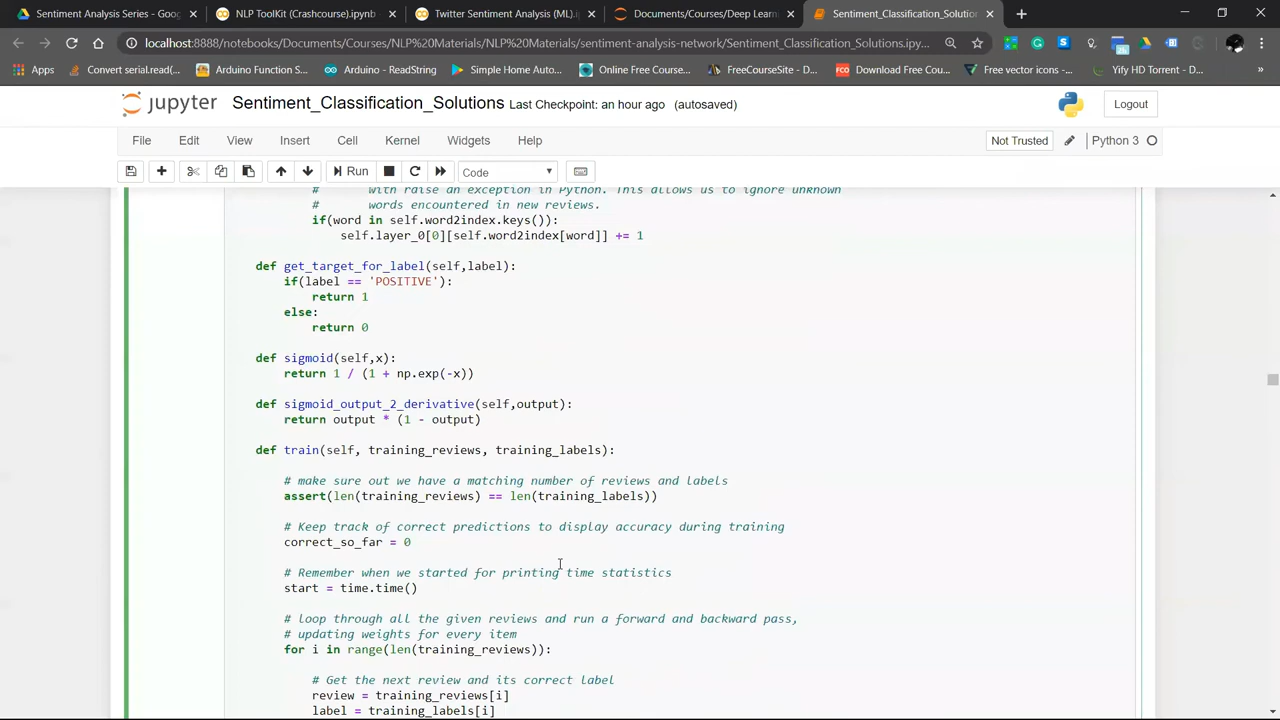 Sentiment Analysis Series - Goog
NLP ToolKit (Crashcourse).ipynb
Twitter Sentiment Analysis (ML).i
Documents/Courses/Deep Learni
Sentiment_Classification_Solution
localhost:8888/notebooks/Documents/Courses/NLP%20Materials/NLP%20Materials/sentiment-analysis-network/Sentiment_Classification_Solutions.ipy...
Apps
Convert serial.read(...
Arduino Function S...
Arduino - ReadString
Simple Home Auto...
Online Free Course...
FreeCourseSite - D...
Download Free Cou...
Free vector icons -...
Yify HD Torrent - D...
jupyter
Sentiment_Classification_Solutions Last Checkpoint: an hour ago (autosaved)
Logout
File Edit View Insert Cell Kernel Widgets Help
Not Trusted
Python 3
Run
Code
# with raise an exception in Python. This allows us to ignore unknown
# words encountered in new reviews.
if(word in self.word2index.keys()):
self.layer_0[0][self.word2index[word]] += 1
def get_target_for_label(self,label):
if(label == 'POSITIVE'):
return 1
else:
return 0
def sigmoid(self,x):
return 1 / (1 + np.exp(-x))
def sigmoid_output_2_derivative(self,output):
return output * (1 - output)
def train(self, training_reviews, training_labels):
# make sure out we have a matching number of reviews and labels
assert(len(training_reviews) == len(training_labels))
# Keep track of correct predictions to display accuracy during training
correct_so_far = 0
# Remember when we started for printing time statistics
start = time.time()
# loop through all the given reviews and run a forward and backward pass,
# updating weights for every item
for i in range(len(training_reviews)):
# Get the next review and its correct label
review = training_reviews[i]
label = training_labels[i]